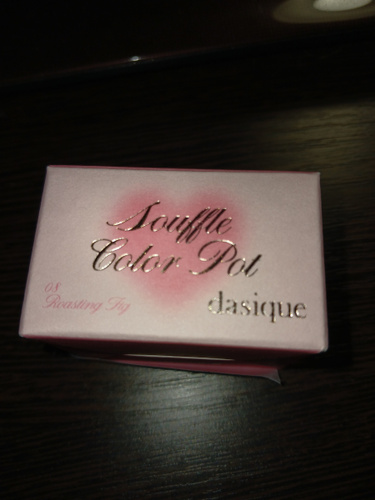 Souffle
Color Pot
08
Roasting Fig
dasique